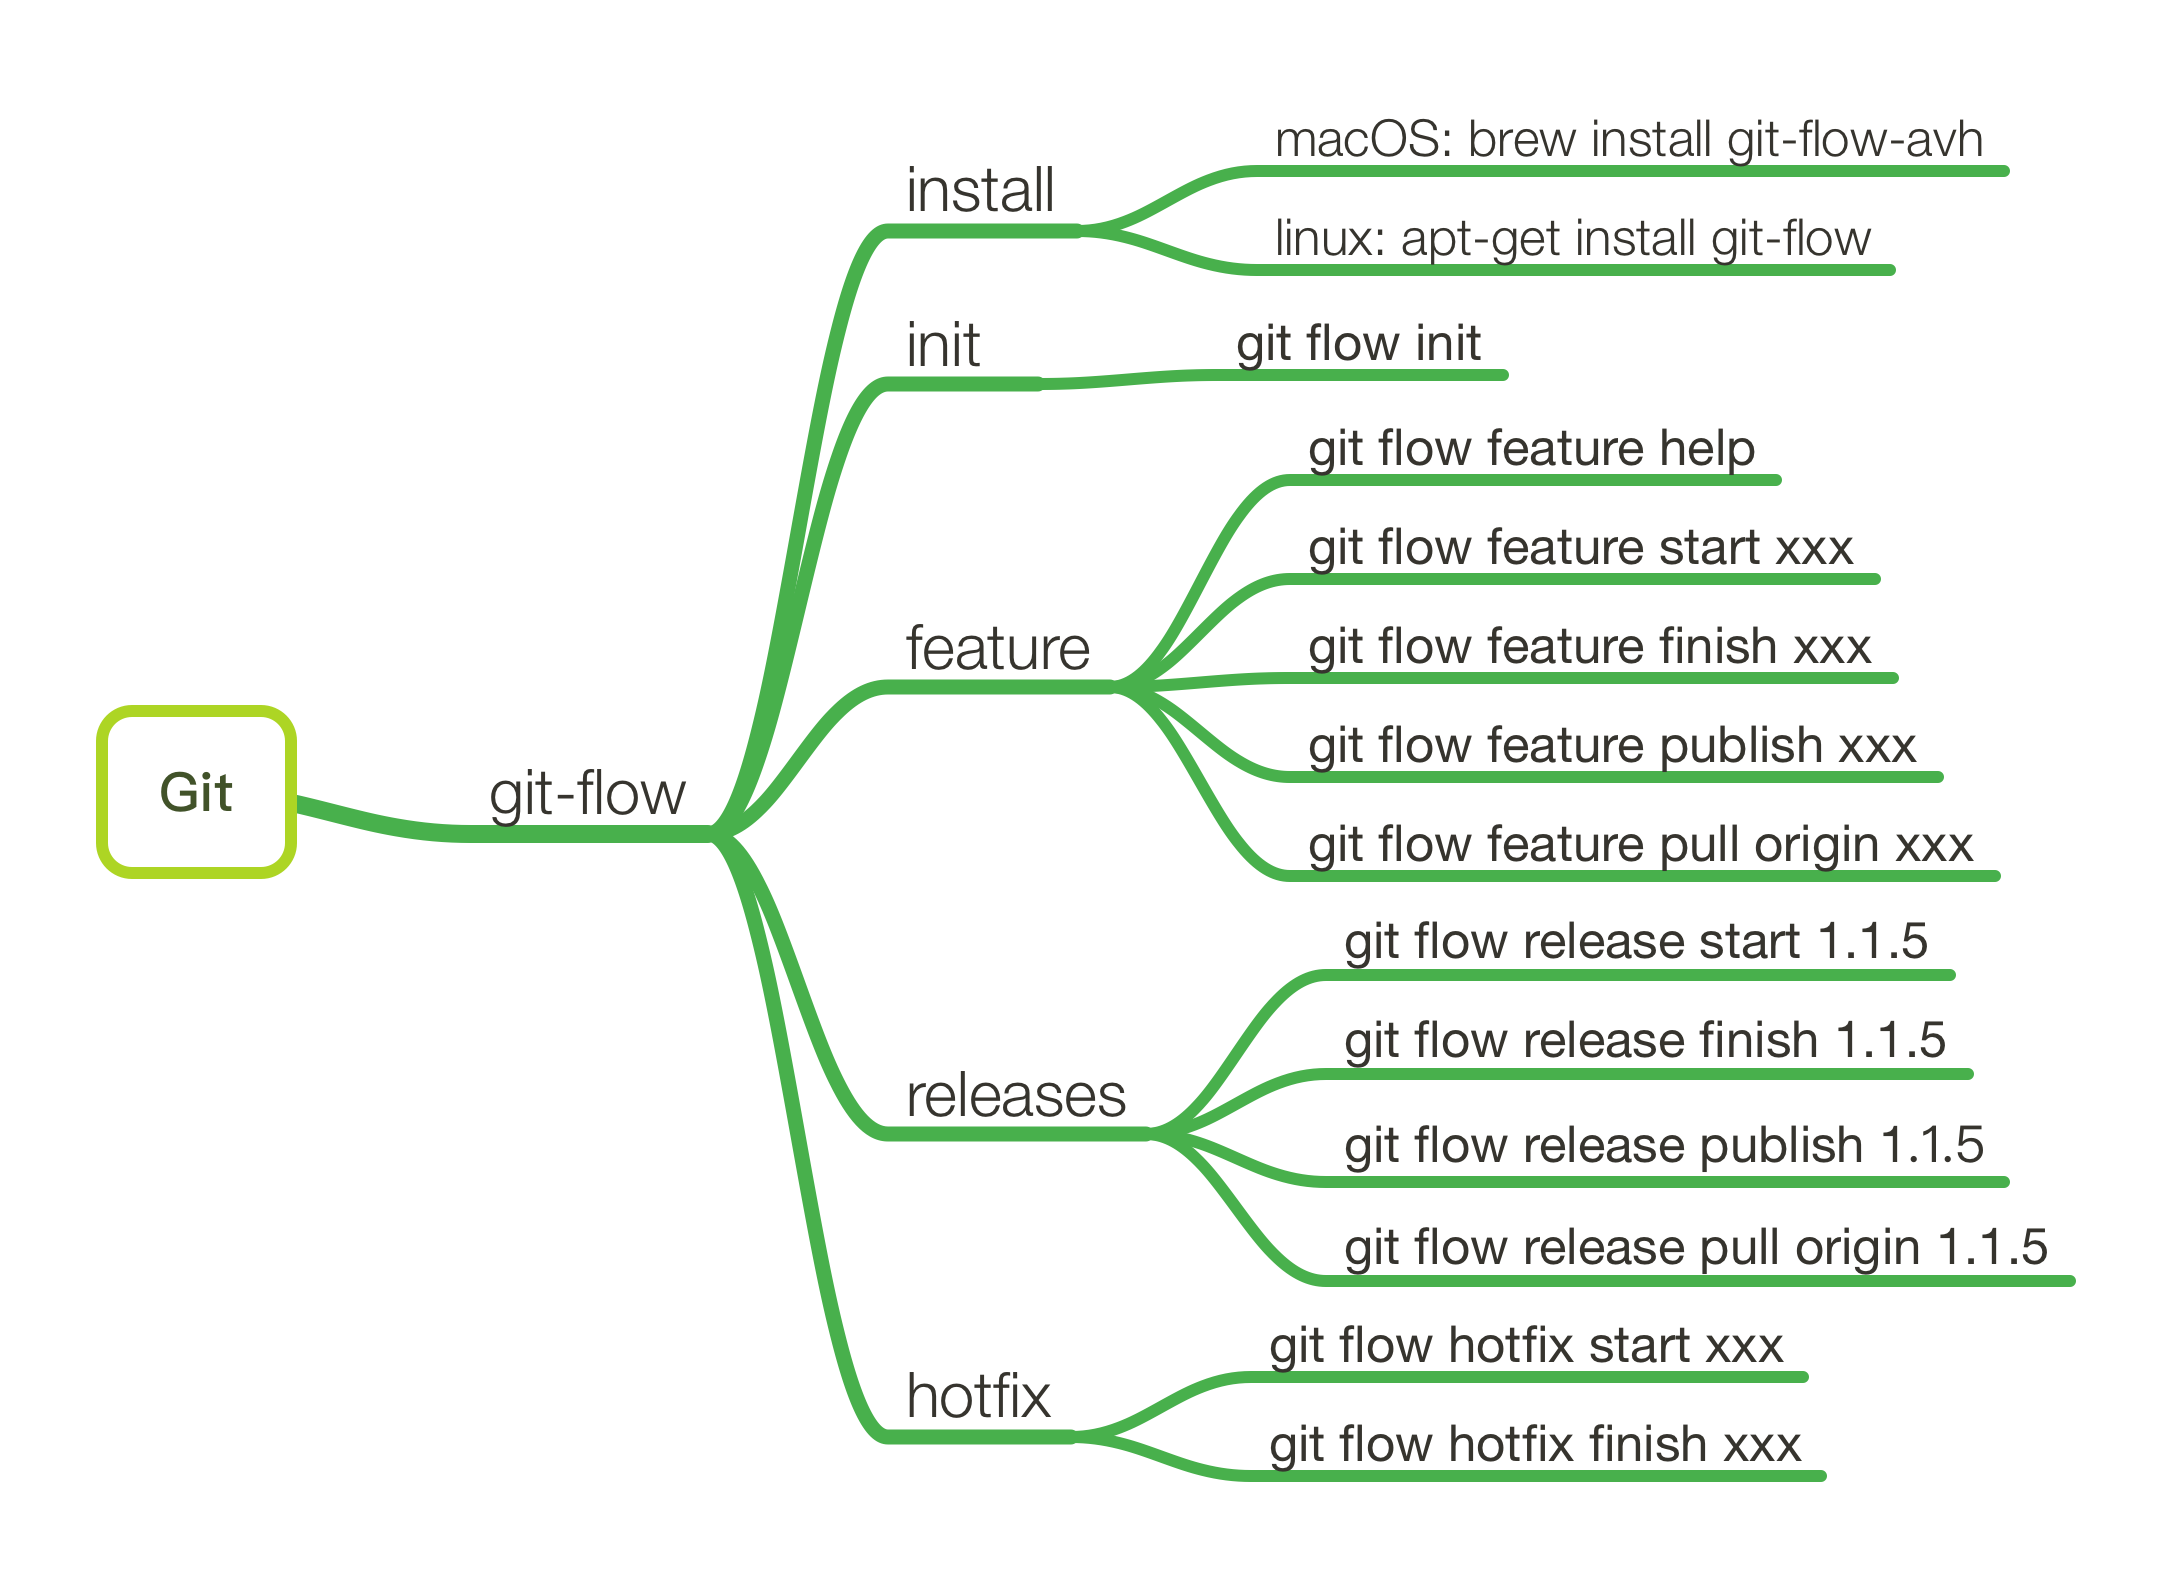 Git
git-flow
install
macOS: brew install git-flow-avh
linux: apt-get install git-flow
init
git flow init
feature
git flow feature help
git flow feature start xxx
git flow feature finish xxx
git flow feature publish xxx
git flow feature pull origin xxx
releases
git flow release start 1.1.5
git flow release finish 1.1.5
git flow release publish 1.1.5
git flow release pull origin 1.1.5
hotfix
git flow hotfix start xxx
git flow hotfix finish xxx